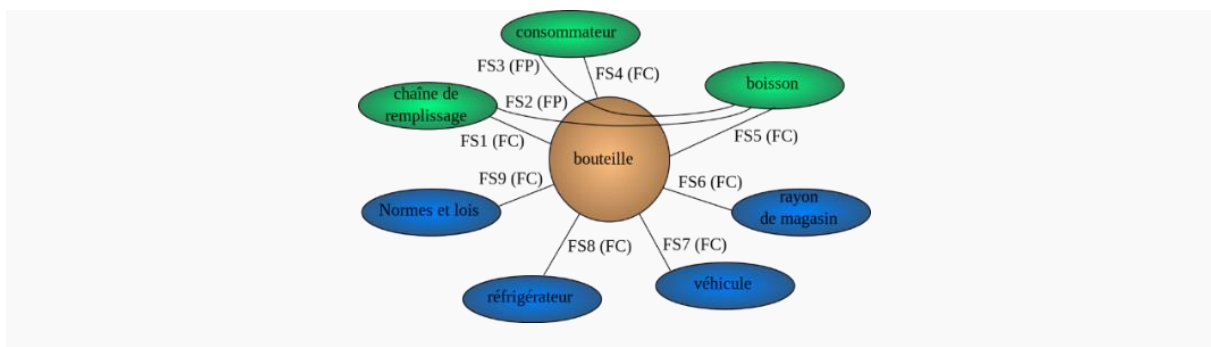 consommateur
FS3 (FP)
FS4 (FC)
boisson
chaîne de
remplissage
FS2 (FP)
FS1 (FC)
FS5 (FC)
bouteille
FS9 (FC)
FS6 (FC)
Normes et lois
rayon
de magasin
FS8 (FC)
FS7 (FC)
réfrigérateur
véhicule